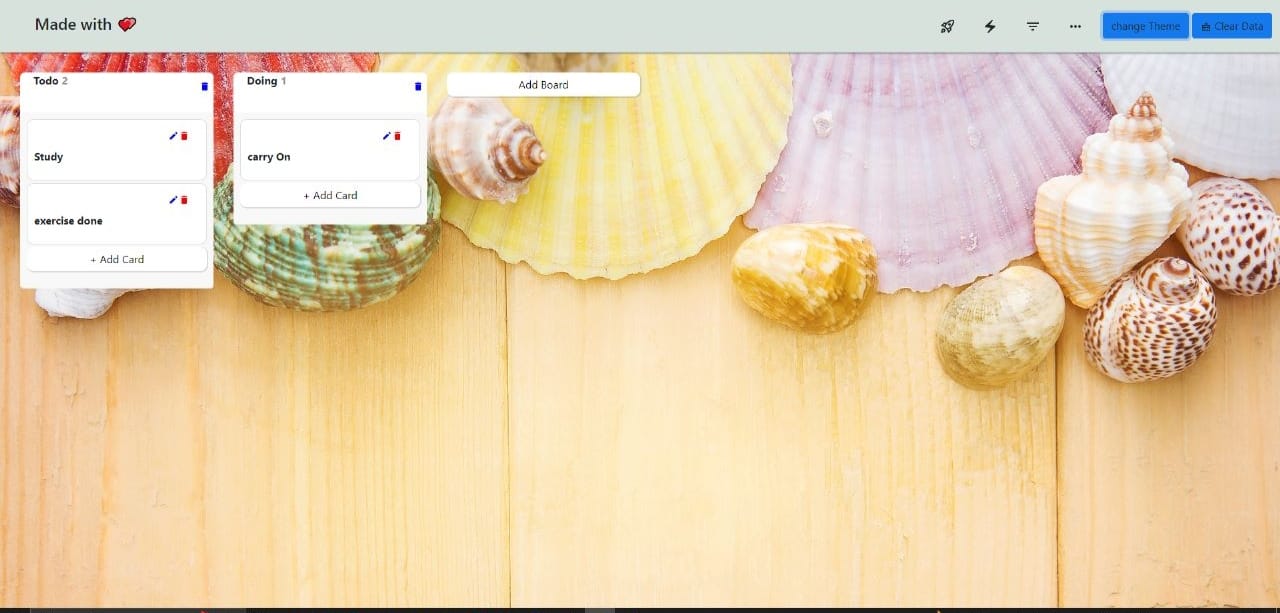 Made with
change Theme
Clear Data
Todo 2
Study
exercise done
+ Add Card
Doing 1
carry On
+ Add Card
Add Board